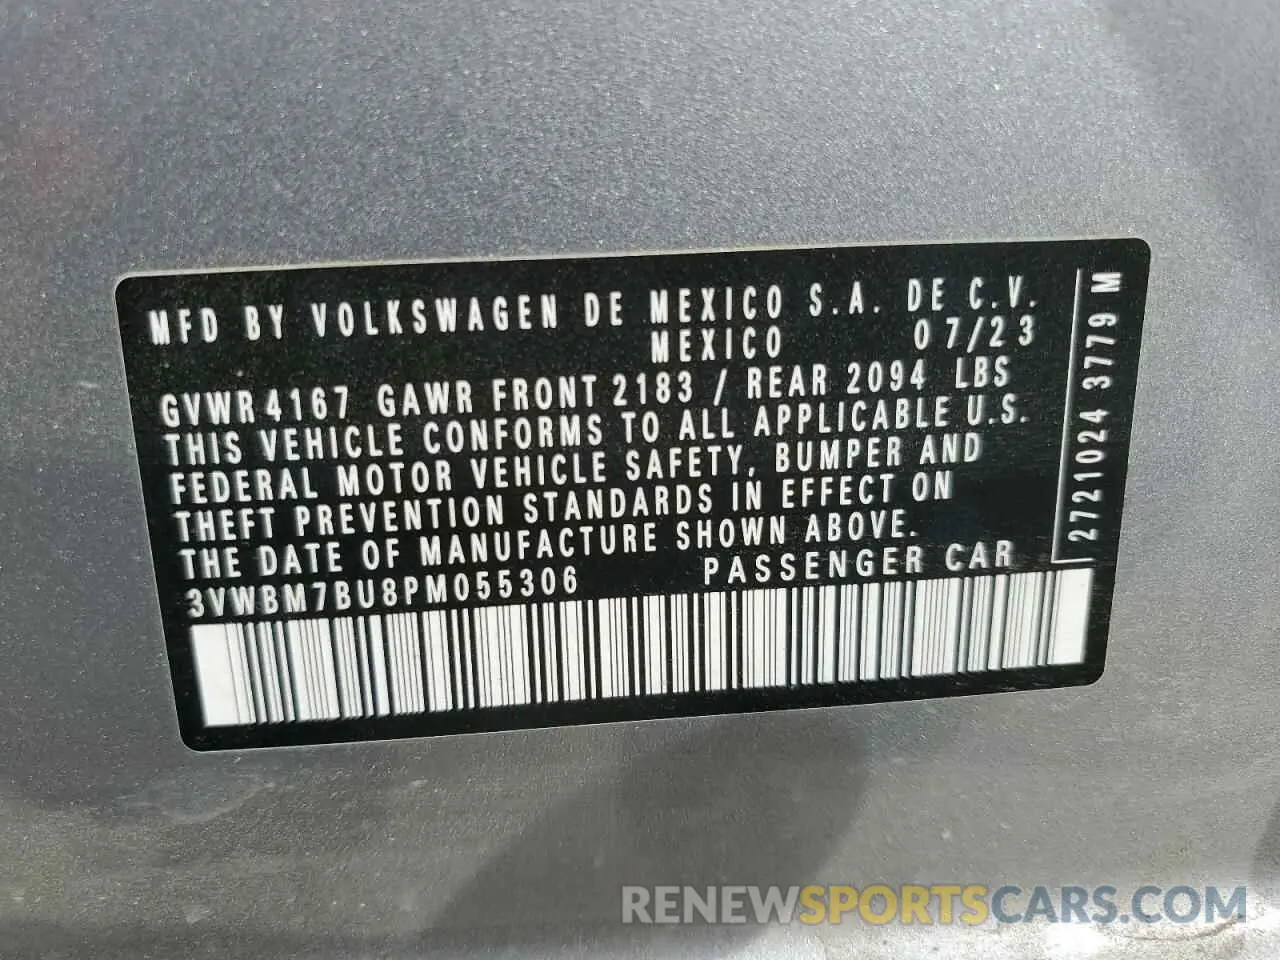 MFD BY VOLKSWAGEN DE MEXICO S.A. DE C.V.
MEXICO 07/23
GVWR 4167 GAWR FRONT 2183 / REAR 2094 LBS
THIS VEHICLE CONFORMS TO ALL APPLICABLE U.S.
FEDERAL MOTOR VEHICLE SAFETY, BUMPER AND
THEFT PREVENTION STANDARDS IN EFFECT ON
THE DATE OF MANUFACTURE SHOWN ABOVE.
3VWBM7BU8PM055306 PASSENGER CAR
2721024 3779 M
RENEWSPORTSCARS.COM